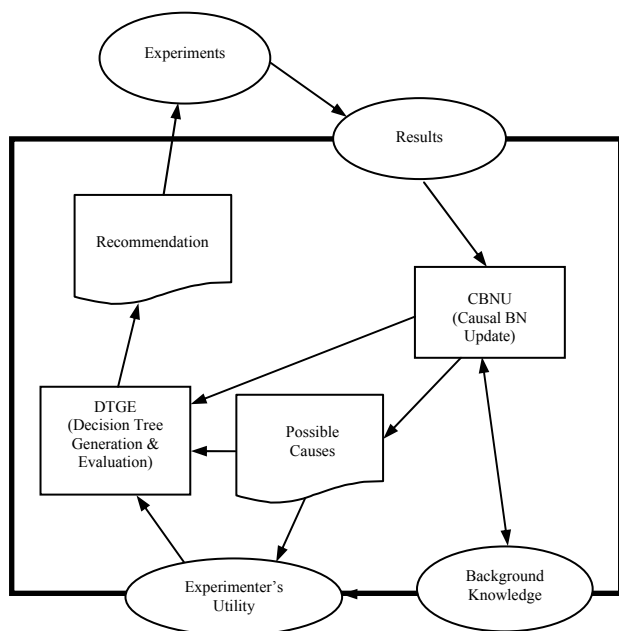 Experiments
Results
Recommendation
CBNU
(Causal BN
Update)
DTGE
(Decision Tree
Generation &
Evaluation)
Possible
Causes
Experimenter's
Utility
Background
Knowledge